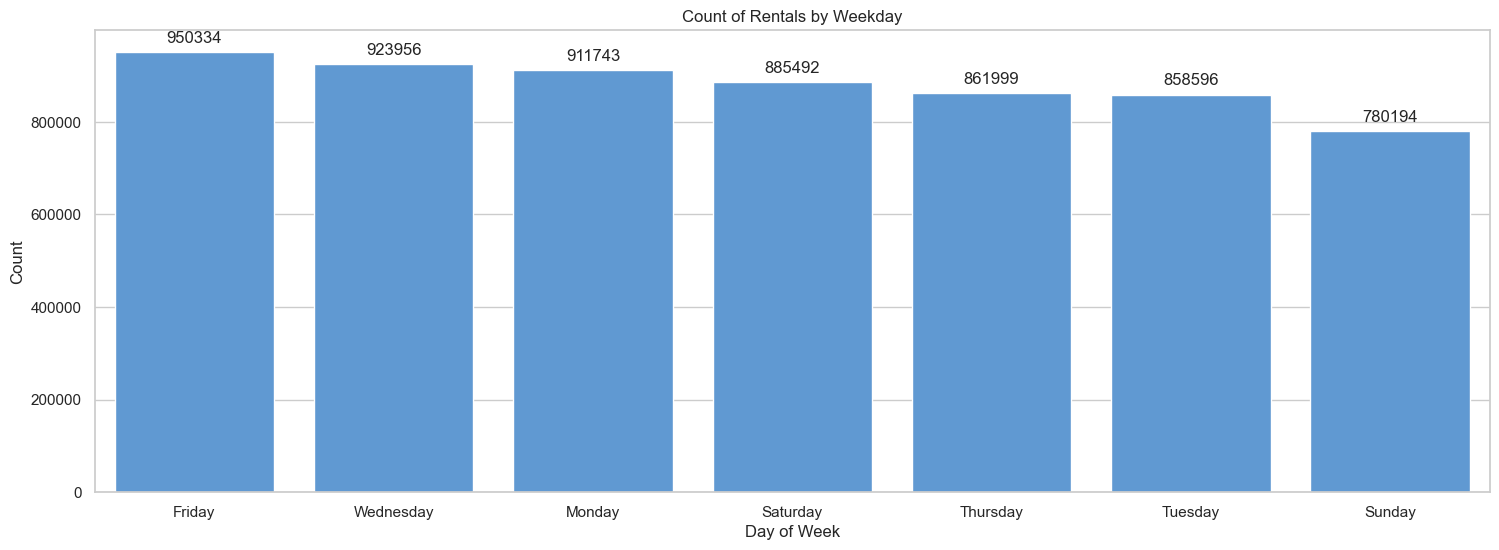 Count of Rentals by Weekday
950334
923956
911743
885492
861999
858596
780194
800000
600000
400000
200000
0
Count
Friday
Wednesday
Monday
Saturday
Thursday
Tuesday
Sunday
Day of Week